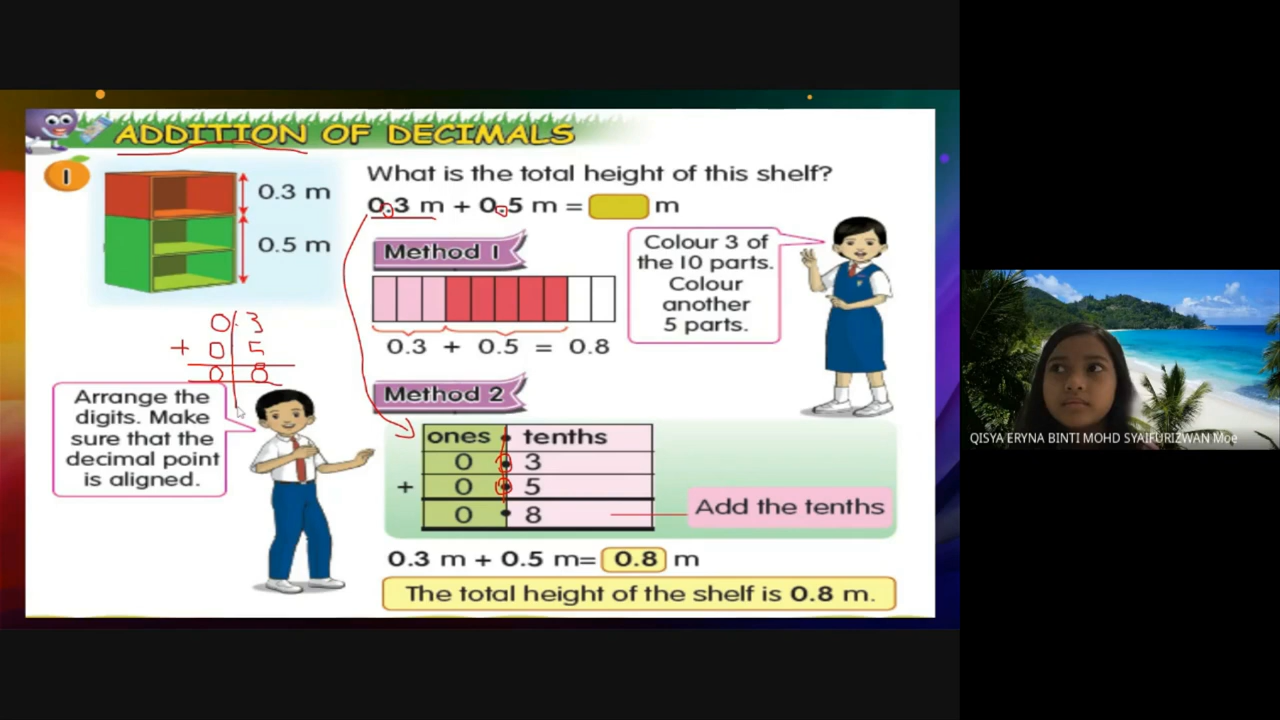 ADDITION OF DECIMALS
1
0.3 m
0.5 m
What is the total height of this shelf?
0.3 m + 0.5 m = m
Method 1
Colour 3 of
the 10 parts.
Colour
another
5 parts.
0.3 + 0.5 = 0.8
0.3
+ 0 5
0 8
Arrange the
digits. Make
sure that the
decimal point
is aligned.
Method 2
ones • tenths
0 • 3
+ 0 • 5
0 • 8
Add the tenths
0.3 m + 0.5 m= 0.8 m
The total height of the shelf is 0.8 m.
QISYA ERYNA BINTI MOHD SYAIFURIZWAN Moe